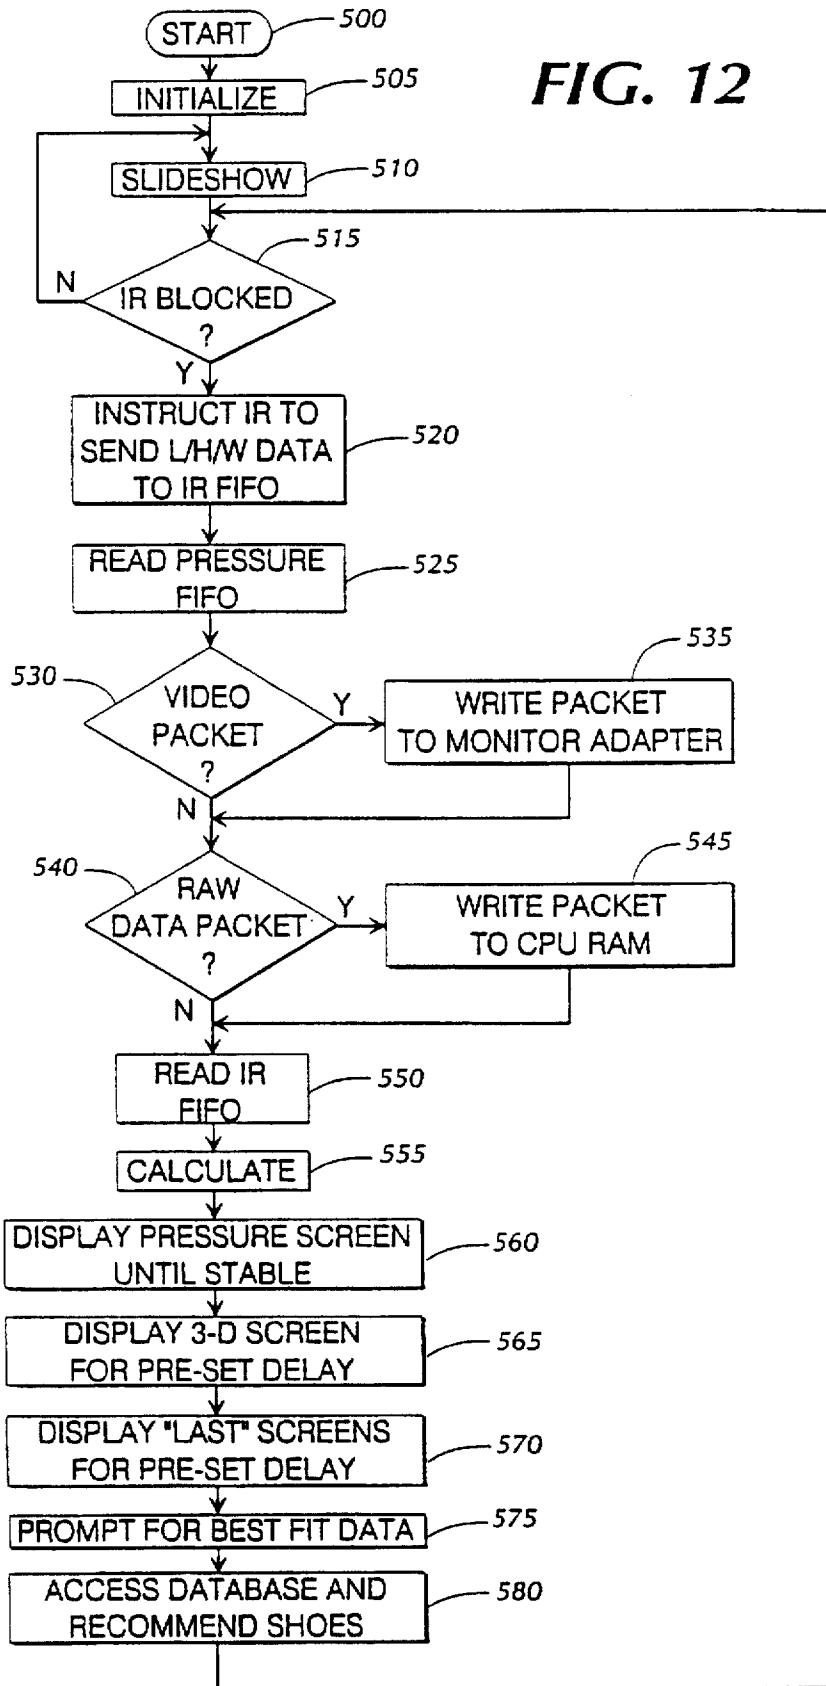 START
500
FIG. 12
INITIALIZE
505
SLIDESHOW
510
515
N
IR BLOCKED
?
Y
INSTRUCT IR TO
SEND L/H/W DATA
TO IR FIFO
520
READ PRESSURE
FIFO
525
530
VIDEO
PACKET
?
Y
N
535
WRITE PACKET
TO MONITOR ADAPTER
540
RAW
DATA PACKET
?
Y
N
545
WRITE PACKET
TO CPU RAM
READ IR
FIFO
550
CALCULATE
555
DISPLAY PRESSURE SCREEN
UNTIL STABLE
560
DISPLAY 3-D SCREEN
FOR PRE-SET DELAY
565
DISPLAY "LAST" SCREENS
FOR PRE-SET DELAY
570
PROMPT FOR BEST FIT DATA
575
ACCESS DATABASE AND
RECOMMEND SHOES
580